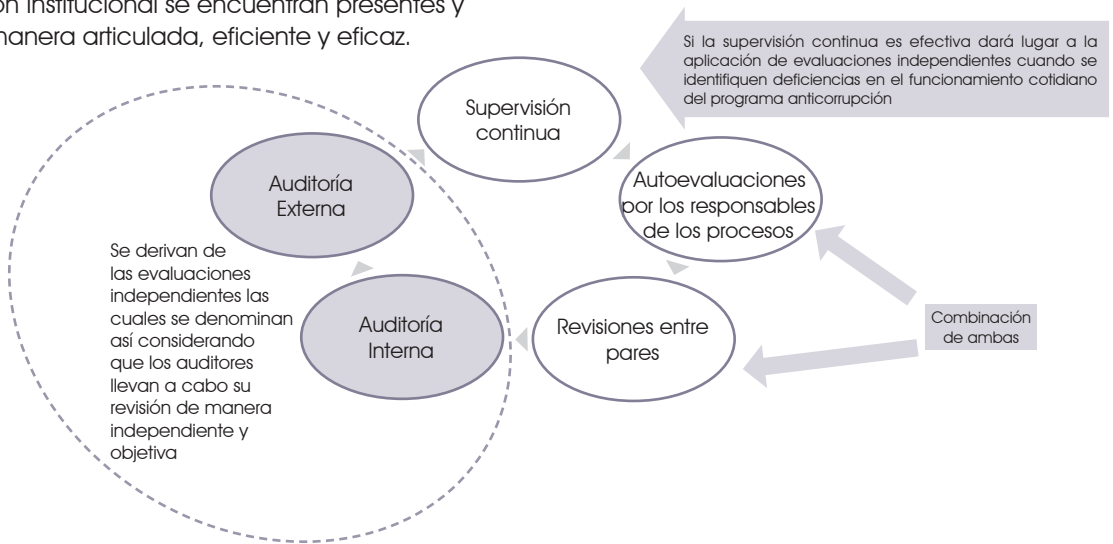 ón institucional se encuentran presentes y
manera articulada, eficiente y eficaz.
Si la supervisión continua es efectiva dará lugar a la
aplicación de evaluaciones independientes cuando se
identifiquen deficiencias en el funcionamiento cotidiano
del programa anticorrupción
Supervisión
continua
Autoevaluaciones
por los responsables
de los procesos
Combinación
de ambas
Revisiones entre
pares
Auditoría
Interna
Auditoría
Externa
Se derivan de
las evaluaciones
independientes las
cuales se denominan
así considerando
que los auditores
llevan a cabo su
revisión de manera
independiente y
objetiva